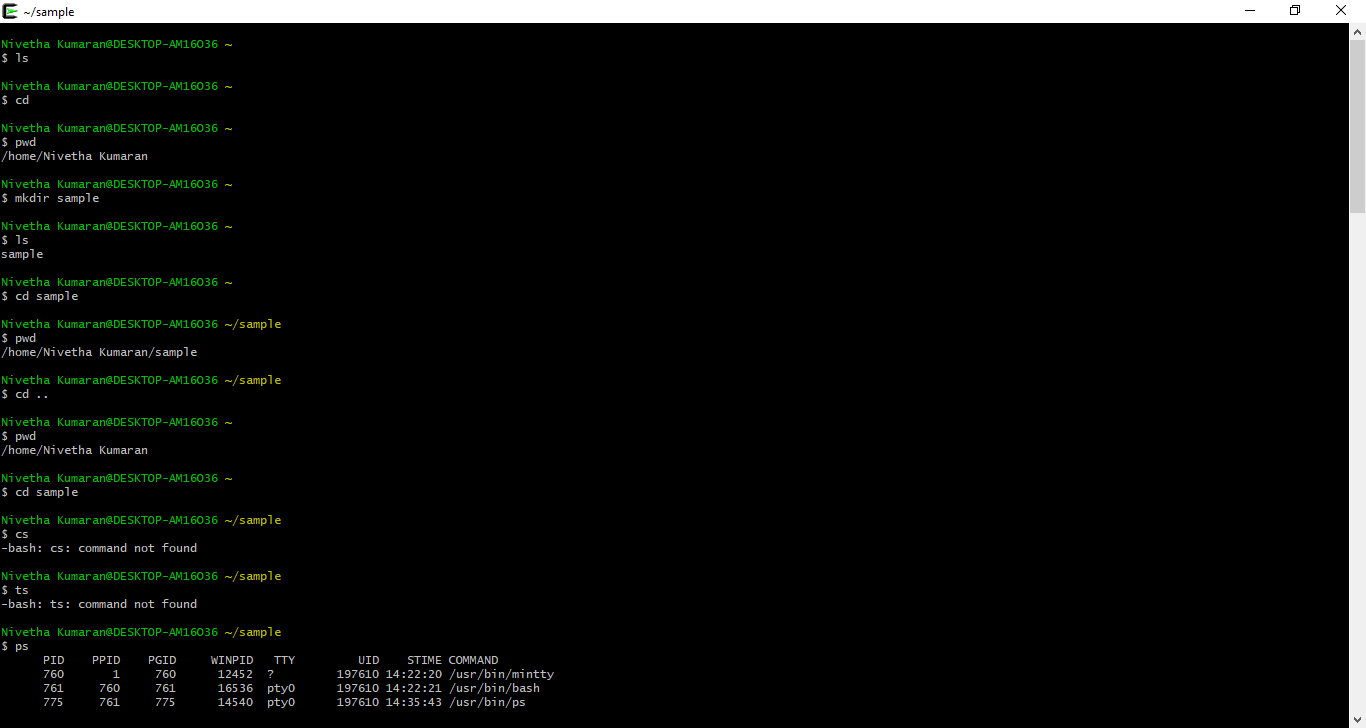 ~/sample
Nivetha Kumaran@DESKTOP-AM16O36 ~
$ ls
Nivetha Kumaran@DESKTOP-AM16O36 ~
$ cd
Nivetha Kumaran@DESKTOP-AM16O36 ~
$ pwd
/home/Nivetha Kumaran
Nivetha Kumaran@DESKTOP-AM16O36 ~
$ mkdir sample
Nivetha Kumaran@DESKTOP-AM16O36 ~
$ ls
sample
Nivetha Kumaran@DESKTOP-AM16O36 ~
$ cd sample
Nivetha Kumaran@DESKTOP-AM16O36 ~/sample
$ pwd
/home/Nivetha Kumaran/sample
Nivetha Kumaran@DESKTOP-AM16O36 ~/sample
$ cd ..
Nivetha Kumaran@DESKTOP-AM16O36 ~
$ pwd
/home/Nivetha Kumaran
Nivetha Kumaran@DESKTOP-AM16O36 ~
$ cd sample
Nivetha Kumaran@DESKTOP-AM16O36 ~/sample
$ cs
-bash: cs: command not found
Nivetha Kumaran@DESKTOP-AM16O36 ~/sample
$ ts
-bash: ts: command not found
Nivetha Kumaran@DESKTOP-AM16O36 ~/sample
$ ps
PID PPID PGID WINPID TTY UID STIME COMMAND
760 1 760 12452 ? 197610 14:22:20 /usr/bin/mintty
761 760 761 16536 pty0 197610 14:22:21 /usr/bin/bash
775 761 775 14540 pty0 197610 14:35:43 /usr/bin/ps